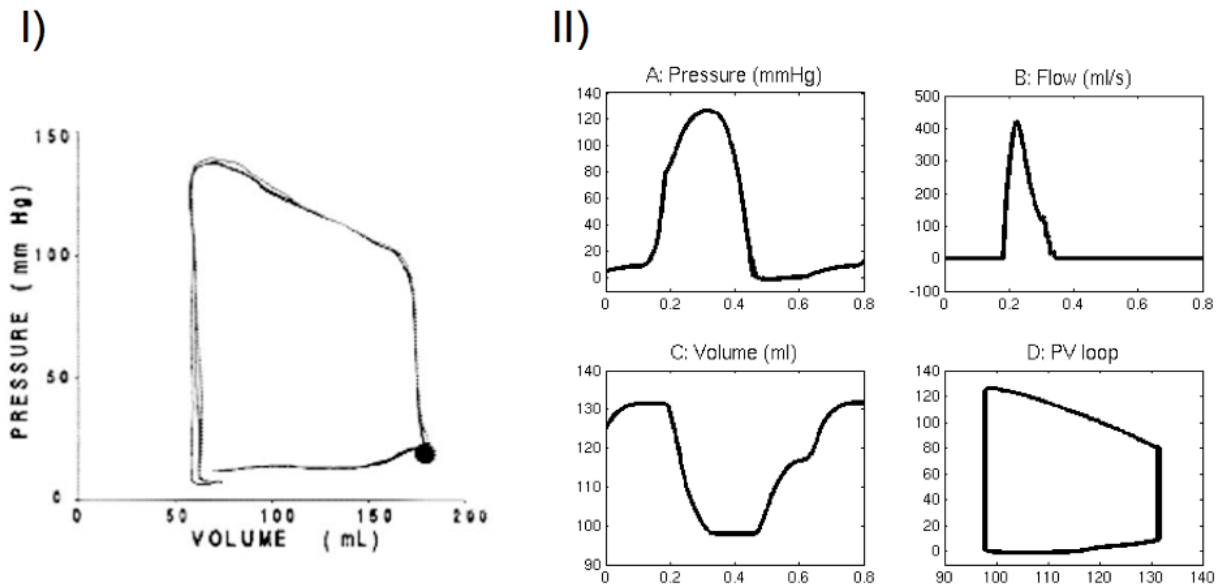 I)
150
100
50
0
PRESSURE (mm Hg)
0 50 100 150 200
VOLUME (mL)
II)
A: Pressure (mmHg)
140
120
100
80
60
40
20
0
0 0.2 0.4 0.6 0.8
B: Flow (ml/s)
500
400
300
200
100
0
-100
0 0.2 0.4 0.6 0.8
C: Volume (ml)
140
130
120
110
100
90
0 0.2 0.4 0.6 0.8
D: PV loop
140
120
100
80
60
40
20
0
90 100 110 120 130 140